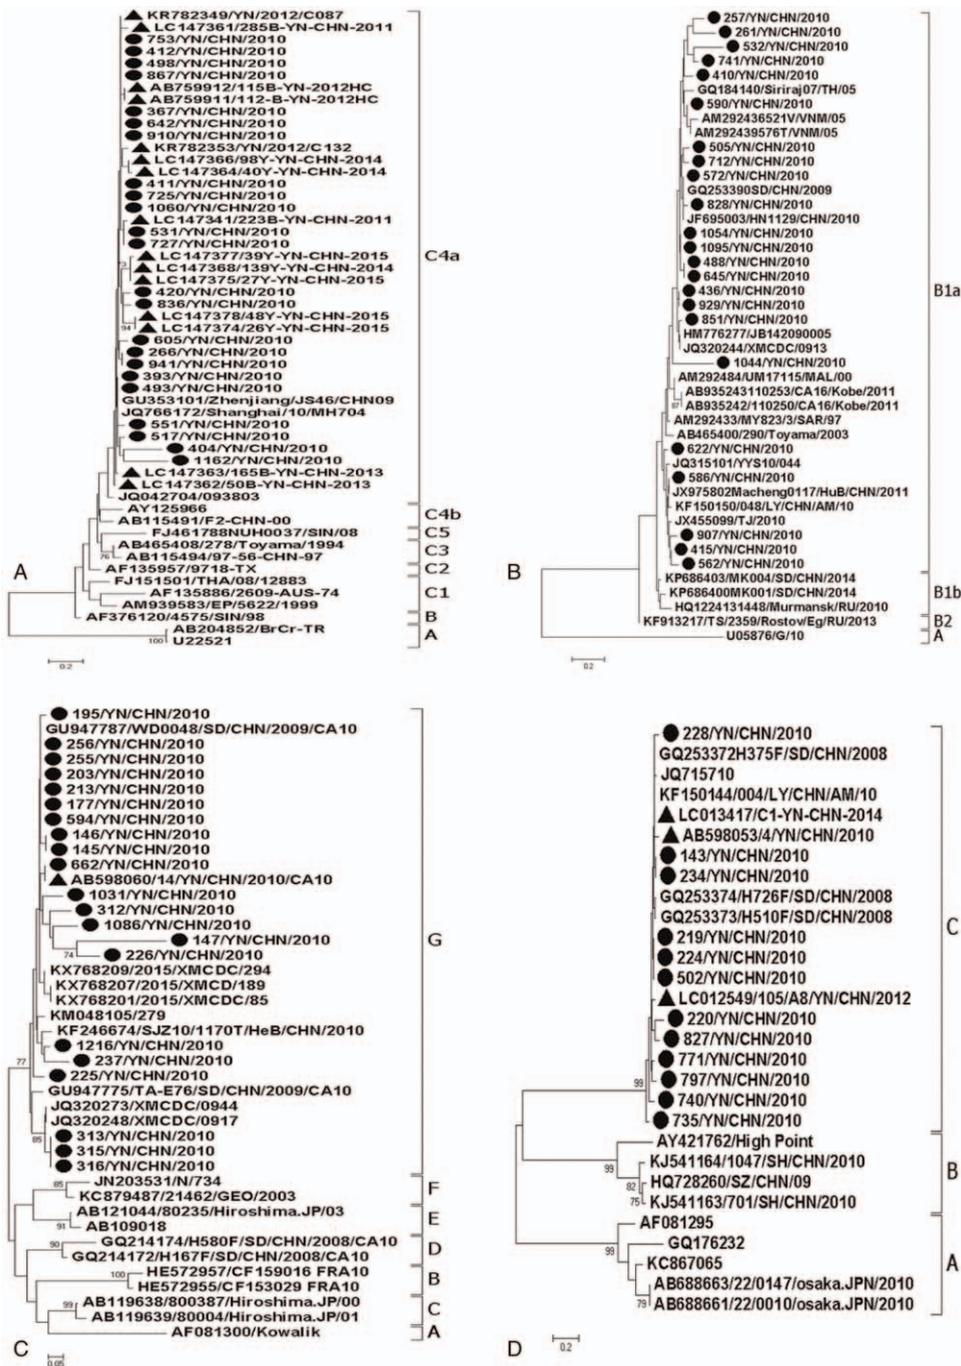 KR782349/YN/2012/C087
LC147361/285B-YN-CHN-2011
753/YN/CHN/2010
412/YN/CHN/2010
498/YN/CHN/2010
867/YN/CHN/2010
AB759912/115B-YN-2012HC
AB759911/112-B-YN-2012HC
367/YN/CHN/2010
642/YN/CHN/2010
910/YN/CHN/2010
KR782353/YN/2012/C132
LC147366/98Y-YN-CHN-2014
LC147364/40Y-YN-CHN-2014
411/YN/CHN/2010
725/YN/CHN/2010
1060/YN/CHN/2010
LC147341/223B-YN-CHN-2011
531/YN/CHN/2010
727/YN/CHN/2010
LC147377/39Y-YN-CHN-2015
LC147368/139Y-YN-CHN-2014
LC147375/27Y-YN-CHN-2015
420/YN/CHN/2010
836/YN/CHN/2010
LC147378/48Y-YN-CHN-2015
94
LC147374/26Y-YN-CHN-2015
605/YN/CHN/2010
266/YN/CHN/2010
941/YN/CHN/2010
393/YN/CHN/2010
493/YN/CHN/2010
GU353101/Zhenjiang/JS46/CHN09
JQ766172/Shanghai/10/MH704
551/YN/CHN/2010
517/YN/CHN/2010
404/YN/CHN/2010
1162/YN/CHN/2010
LC147363/165B-YN-CHN-2013
LC147362/50B-YN-CHN-2013
JQ042704/093803
C4a
AY125966
AB115491/F2-CHN-00
C4b
FJ461788NUH0037/SIN/08
C5
AB465408/278/Toyama/1994
76
AB115494/97-56-CHN-97
C3
AF135957/9718-TX
C2
FJ151501/THA/08/12883
AF135886/2609-AUS-74
AM939583/EP/5622/1999
C1
AF376120/4575/SIN/98
B
AB204852/BrCr-TR
100
U22521
A
0.2
A
257/YN/CHN/2010
261/YN/CHN/2010
532/YN/CHN/2010
741/YN/CHN/2010
410/YN/CHN/2010
GQ184140/Siriraj07/TH/05
590/YN/CHN/2010
AM292436521V/VNM/05
AM292439576T/VNM/05
505/YN/CHN/2010
712/YN/CHN/2010
572/YN/CHN/2010
GQ253390SD/CHN/2009
828/YN/CHN/2010
JF695003/HN1129/CHN/2010
1054/YN/CHN/2010
1095/YN/CHN/2010
488/YN/CHN/2010
645/YN/CHN/2010
436/YN/CHN/2010
929/YN/CHN/2010
851/YN/CHN/2010
HM776277/JB142090005
JQ320244/XMCDC/0913
1044/YN/CHN/2010
AM292484/UM17115/MAL/00
AB935243110253/CA16/Kobe/2011
87
AB935242/110250/CA16/Kobe/2011
AM292433/MY823/3/SAR/97
AB465400/290/Toyama/2003
622/YN/CHN/2010
JQ315101/YYS10/044
586/YN/CHN/2010
JX975802Macheng0117/HuB/CHN/2011
KF150150/048/LY/CHN/AM/10
JX455099/TJ/2010
907/YN/CHN/2010
415/YN/CHN/2010
562/YN/CHN/2010
B1a
KP686403/MK004/SD/CHN/2014
KP686400MK001/SD/CHN/2014
HQ1224131448/Murmansk/RU/2010
B1b
KF913217/TS/2359/Rostov/Eg/RU/2013
B2
U05876/G/10
A
0.2
B
195/YN/CHN/2010
GU947787/WD0048/SD/CHN/2009/CA10
256/YN/CHN/2010
255/YN/CHN/2010
203/YN/CHN/2010
213/YN/CHN/2010
177/YN/CHN/2010
594/YN/CHN/2010
146/YN/CHN/2010
145/YN/CHN/2010
662/YN/CHN/2010
AB598060/14/YN/CHN/2010/CA10
1031/YN/CHN/2010
312/YN/CHN/2010
1086/YN/CHN/2010
147/YN/CHN/2010
74
226/YN/CHN/2010
KX768209/2015/XMCDC/294
KX768207/2015/XMCD/189
KX768201/2015/XMCDC/85
KM048105/279
KF246674/SJZ10/1170T/HeB/CHN/2010
1216/YN/CHN/2010
237/YN/CHN/2010
77
225/YN/CHN/2010
GU947775/TA-E76/SD/CHN/2009/CA10
JQ320273/XMCDC/0944
JQ320248/XMCDC/0917
85
313/YN/CHN/2010
315/YN/CHN/2010
316/YN/CHN/2010
G
JN203531/N/734
85
KC879487/21462/GEO/2003
F
AB121044/80235/Hiroshima.JP/03
91
AB109018
E
GQ214174/H580F/SD/CHN/2008/CA10
90
GQ214172/H167F/SD/CHN/2008/CA10
D
HE572957/CF159016 FRA10
100
HE572955/CF153029 FRA10
B
AB119638/800387/Hiroshima.JP/00
99
AB119639/80004/Hiroshima.JP/01
C
AF081300/Kowalik
A
0.05
C
228/YN/CHN/2010
GQ253372H375F/SD/CHN/2008
JQ715710
KF150144/004/LY/CHN/AM/10
LC013417/C1-YN-CHN-2014
AB598053/4/YN/CHN/2010
143/YN/CHN/2010
234/YN/CHN/2010
GQ253374/H726F/SD/CHN/2008
GQ253373/H510F/SD/CHN/2008
219/YN/CHN/2010
224/YN/CHN/2010
502/YN/CHN/2010
LC012549/105/A8/YN/CHN/2012
220/YN/CHN/2010
827/YN/CHN/2010
771/YN/CHN/2010
99
797/YN/CHN/2010
740/YN/CHN/2010
735/YN/CHN/2010
C
AY421762/High Point
99
KJ541164/1047/SH/CHN/2010
82
HQ728260/SZ/CHN/09
75
KJ541163/701/SH/CHN/2010
B
AF081295
99
GQ176232
KC867065
AB688663/22/0147/osaka.JPN/2010
79
AB688661/22/0010/osaka.JPN/2010
A
0.2
D